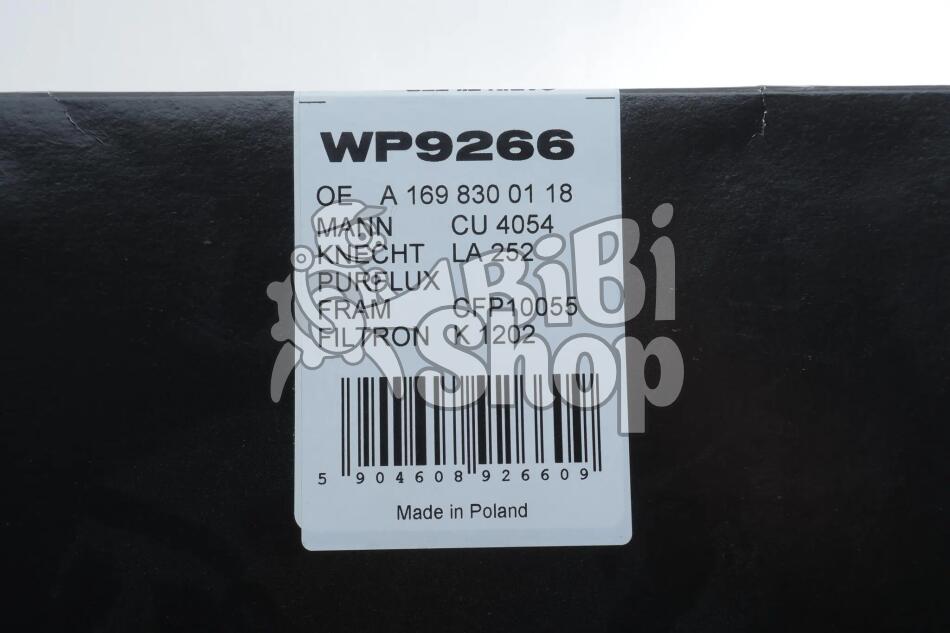 WP9266
OE A 169 830 01 18
MANN CU 4054
KNECHT LA 252
PURFLUX
FRAM CFP10055
FILTRON K 1202
BiBi
Shop
5 904608 926609
Made in Poland